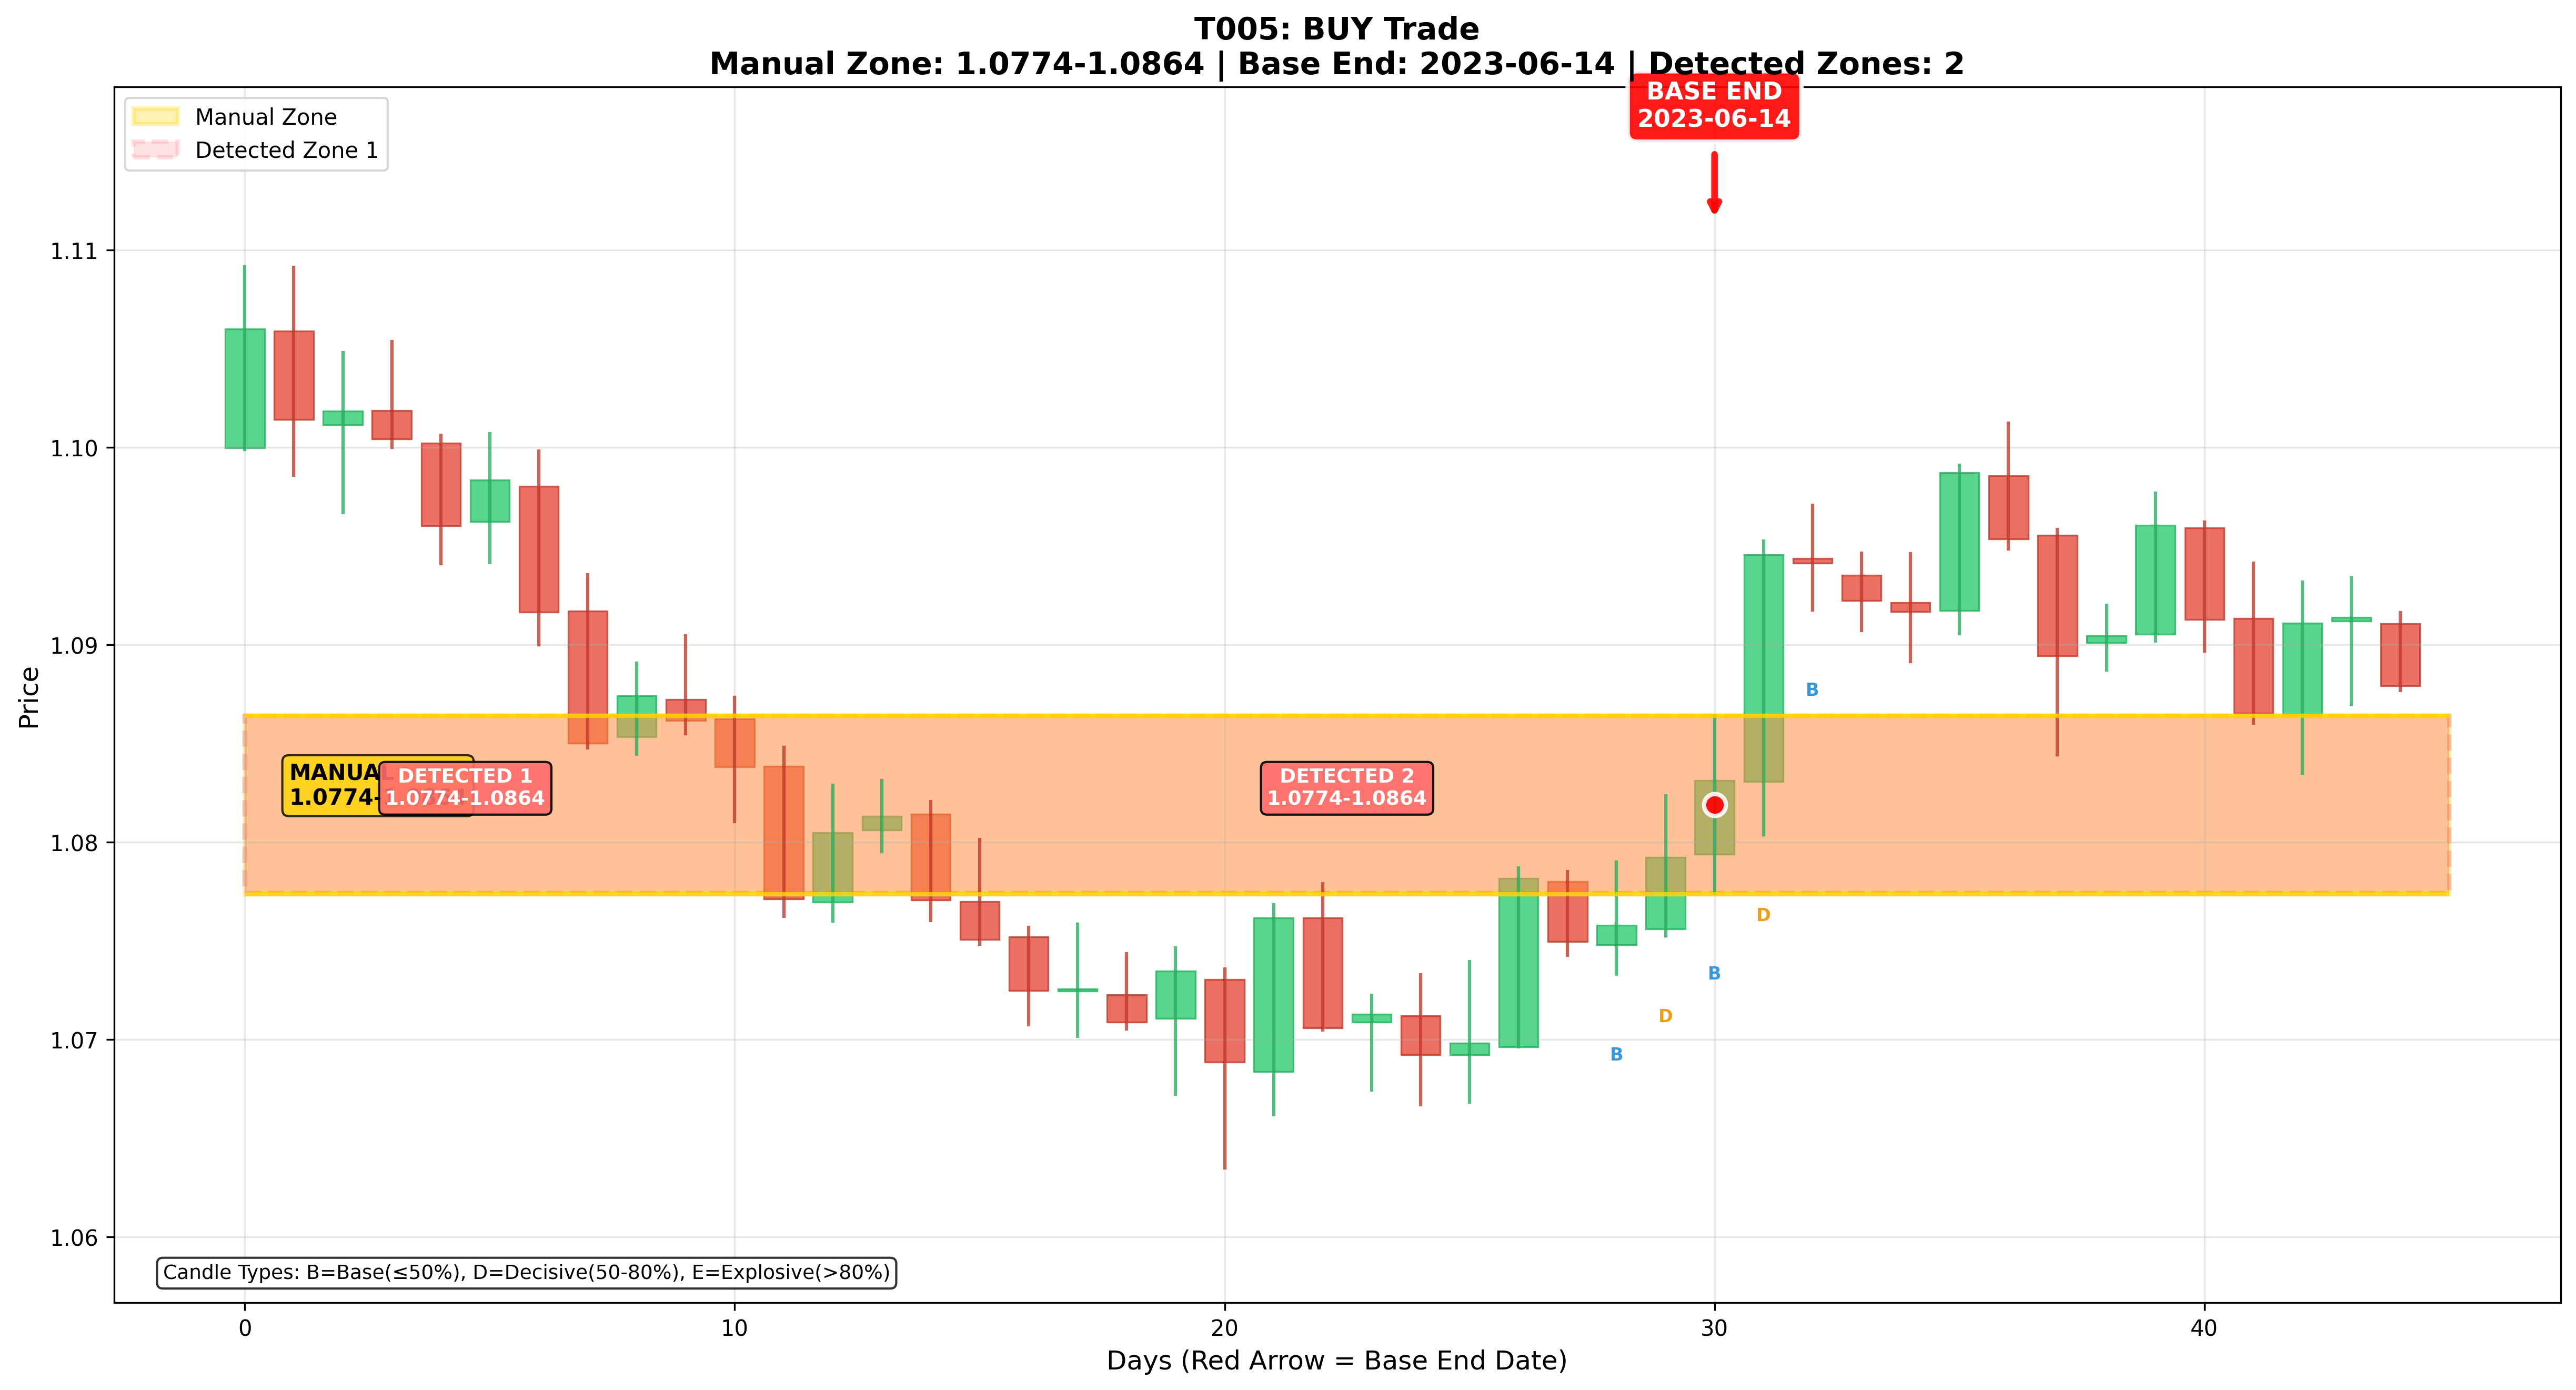 T005: BUY Trade
Manual Zone: 1.0774-1.0864 | Base End: 2023-06-14 | Detected Zones: 2
BASE END
2023-06-14
Manual Zone
Detected Zone 1
1.11
1.10
1.09
1.08
1.07
1.06
Price
MANUAL
1.0774-
DETECTED 1
1.0774-1.0864
DETECTED 2
1.0774-1.0864
B
D
B
D
B
Candle Types: B=Base(≤50%), D=Decisive(50-80%), E=Explosive(>80%)
0
10
20
30
40
Days (Red Arrow = Base End Date)